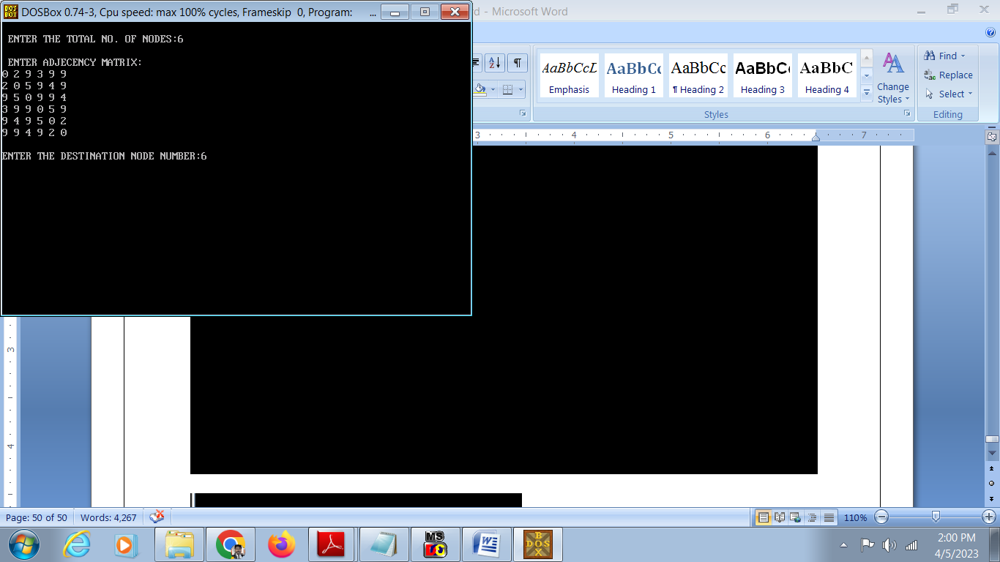 DOSBox 0.74-3, Cpu speed: max 100% cycles, Frameskip 0, Program: ...
d - Microsoft Word
ENTER THE TOTAL NO. OF NODES:6
ENTER ADJECENCY MATRIX:
0 2 9 3 9 9
2 0 5 9 4 9
9 5 0 9 9 4
3 9 9 0 5 9
9 4 9 5 0 2
9 9 4 9 2 0
ENTER THE DESTINATION NODE NUMBER:6
AaBbCcL AaBbCc AaBbCc AaBbCc AaBbC
Emphasis Heading 1 ¶ Heading 2 Heading 3 Heading 4
Change
Styles
Styles
Find
Replace
Select
Editing
3 4 5 6 7
3
4
Page: 50 of 50 Words: 4,267 110%
MS
BOX
DOS
2:00 PM
4/5/2023